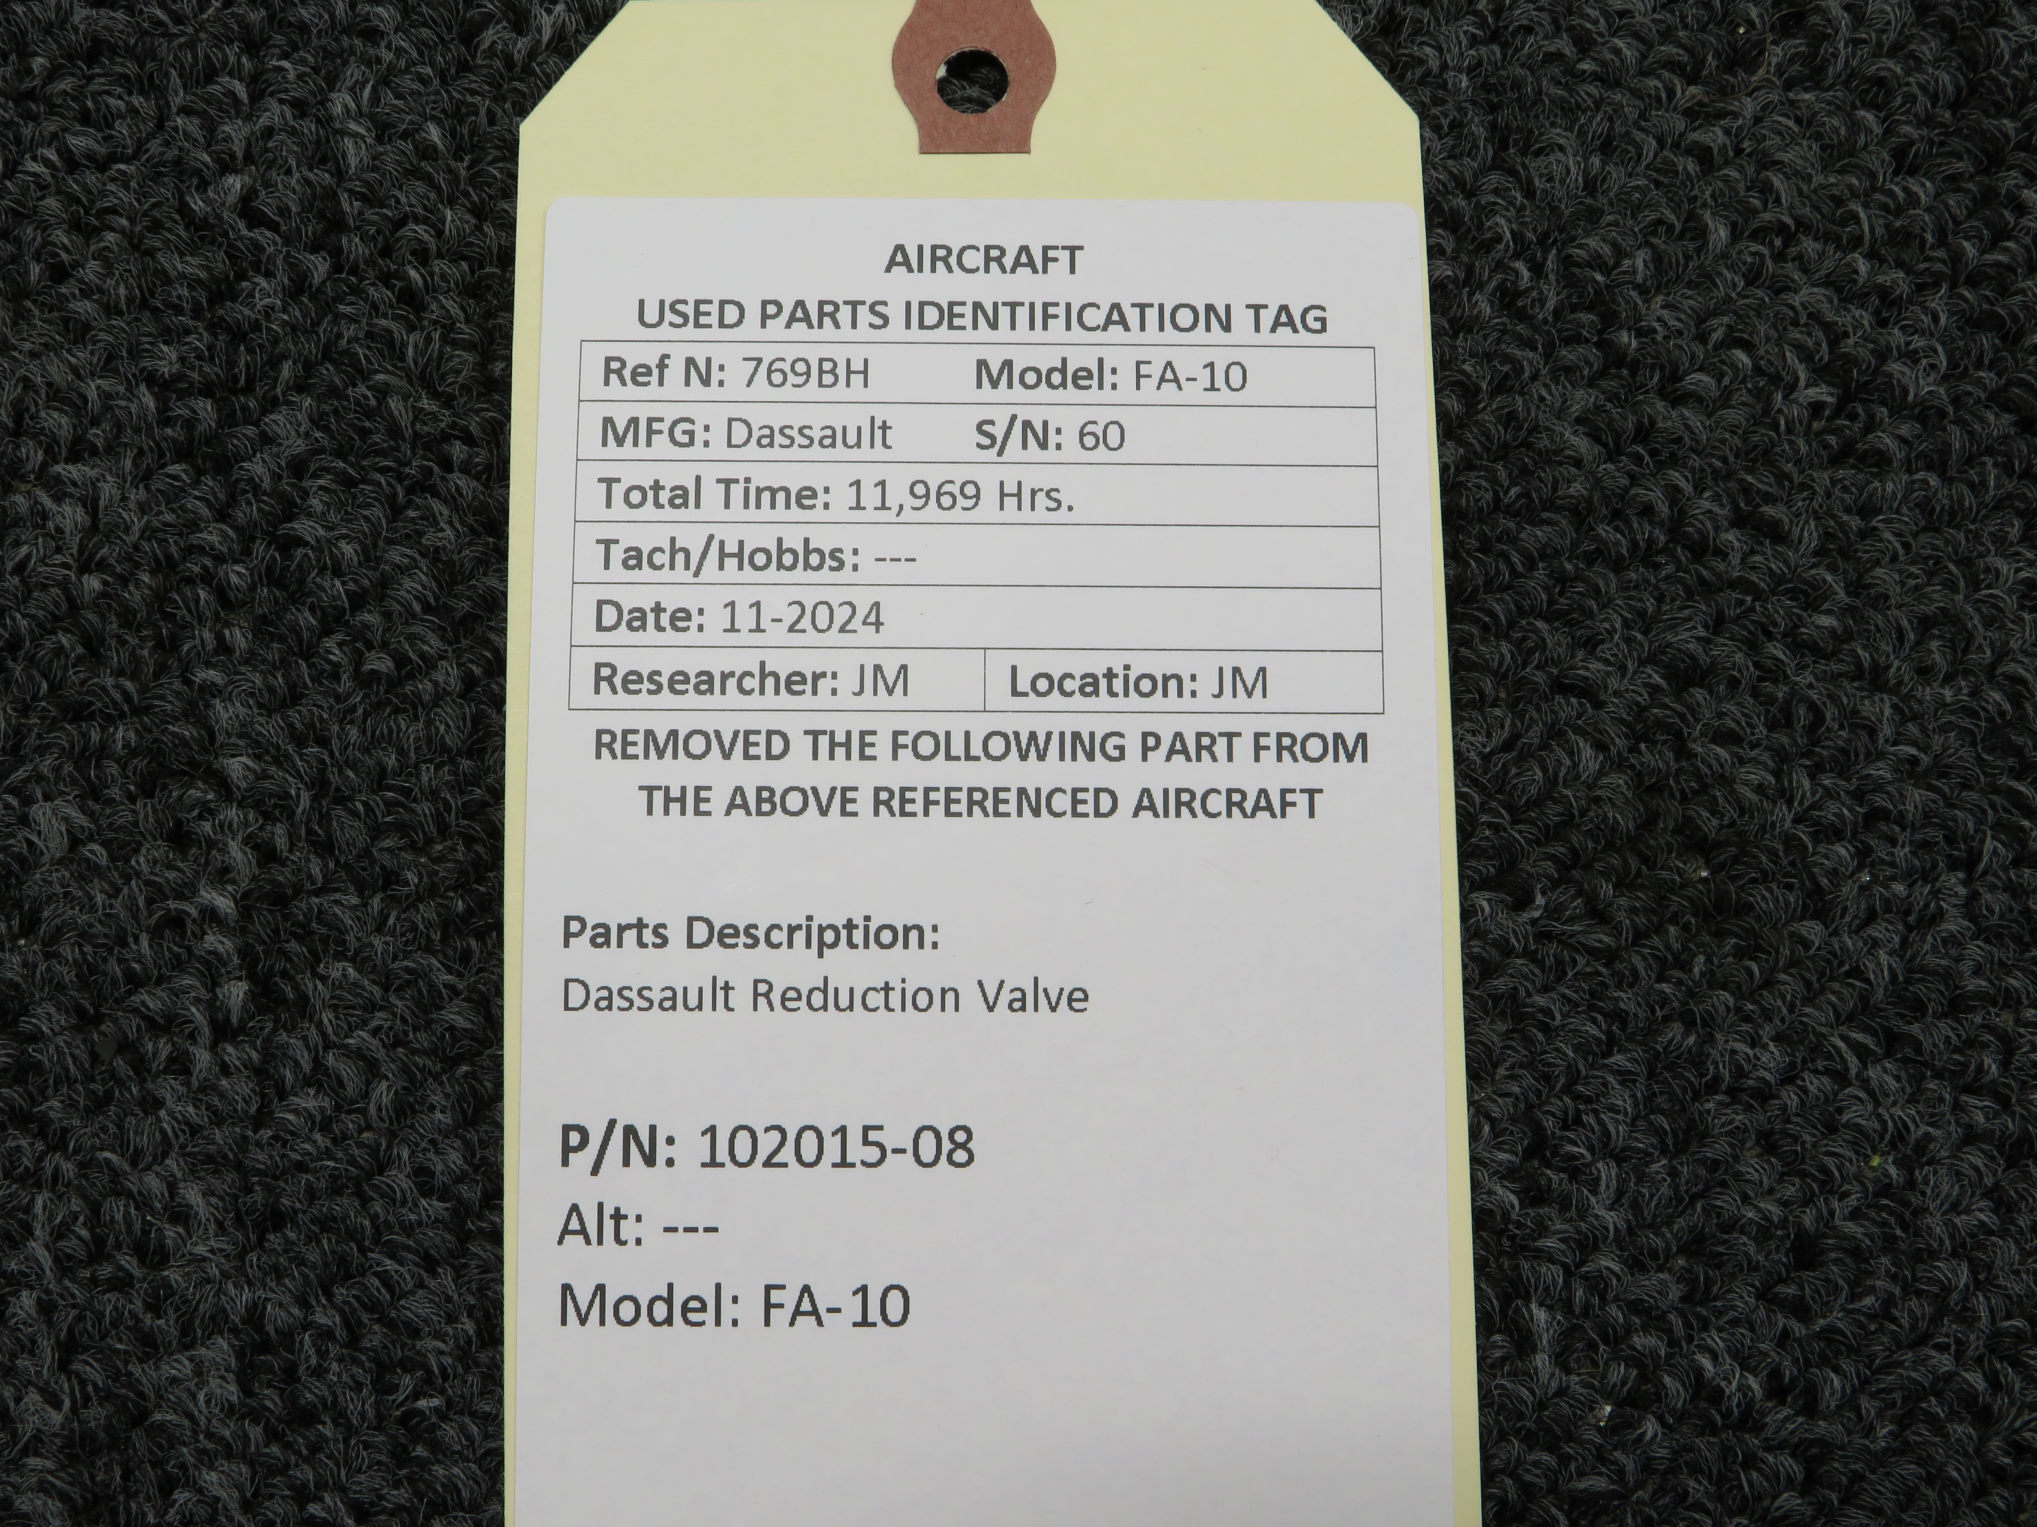 AIRCRAFT
USED PARTS IDENTIFICATION TAG
Ref N: 769BH Model: FA-10
MFG: Dassault S/N: 60
Total Time: 11,969 Hrs.
Tach/Hobbs: ---
Date: 11-2024
Researcher: JM Location: JM
REMOVED THE FOLLOWING PART FROM
THE ABOVE REFERENCED AIRCRAFT
Parts Description:
Dassault Reduction Valve
P/N: 102015-08
Alt: ---
Model: FA-10